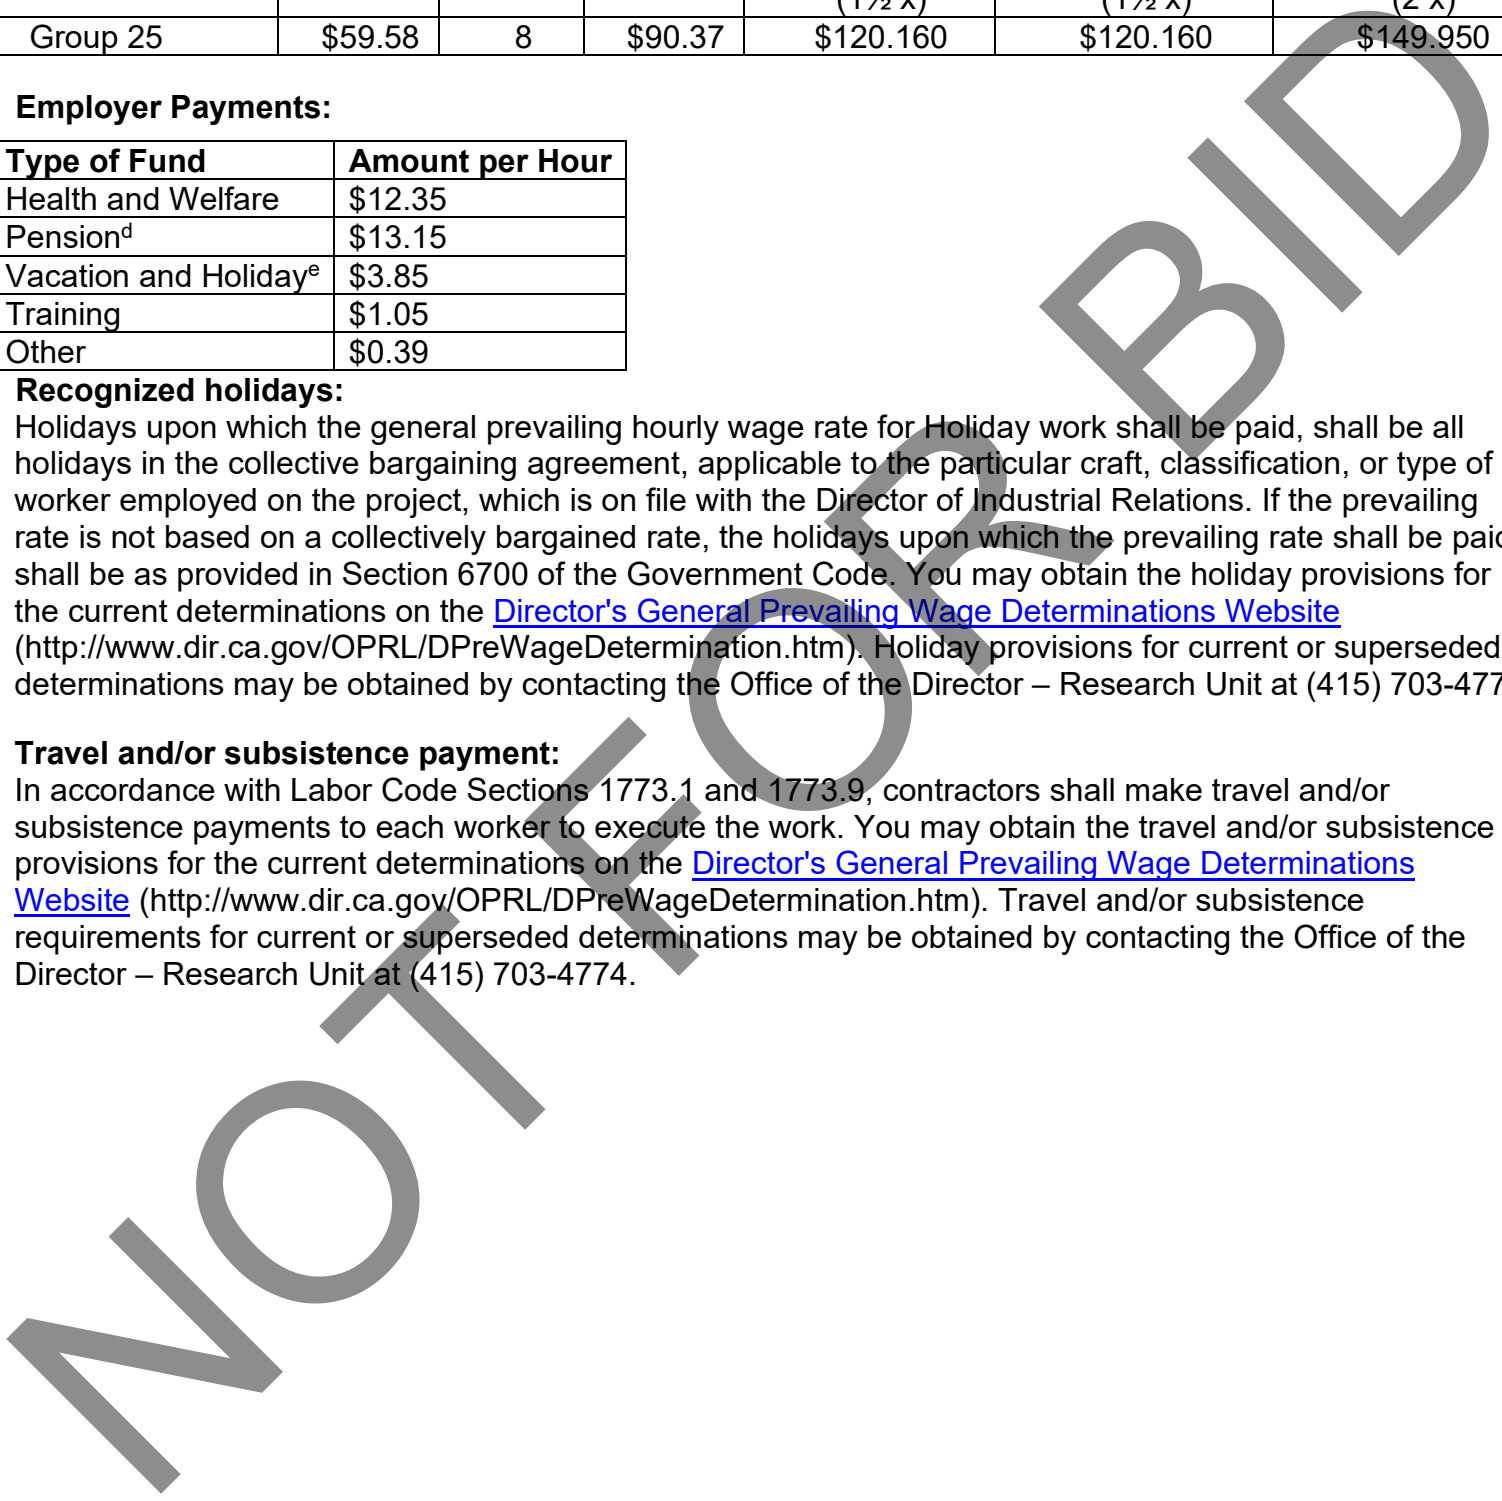 (1½ x) (1½ x) (2 x)
Group 25 $59.58 8 $90.37 $120.160 $120.160 $149.950
Employer Payments:
Type of Fund Amount per Hour
Health and Welfare $12.35
Pensionᵈ $13.15
Vacation and Holidayᵉ $3.85
Training $1.05
Other $0.39
Recognized holidays:
Holidays upon which the general prevailing hourly wage rate for Holiday work shall be paid, shall be all
holidays in the collective bargaining agreement, applicable to the particular craft, classification, or type of
worker employed on the project, which is on file with the Director of Industrial Relations. If the prevailing
rate is not based on a collectively bargained rate, the holidays upon which the prevailing rate shall be paid
shall be as provided in Section 6700 of the Government Code. You may obtain the holiday provisions for
the current determinations on the Director's General Prevailing Wage Determinations Website
(http://www.dir.ca.gov/OPRL/DPreWageDetermination.htm). Holiday provisions for current or superseded
determinations may be obtained by contacting the Office of the Director – Research Unit at (415) 703-477
Travel and/or subsistence payment:
In accordance with Labor Code Sections 1773.1 and 1773.9, contractors shall make travel and/or
subsistence payments to each worker to execute the work. You may obtain the travel and/or subsistence
provisions for the current determinations on the Director's General Prevailing Wage Determinations
Website (http://www.dir.ca.gov/OPRL/DPreWageDetermination.htm). Travel and/or subsistence
requirements for current or superseded determinations may be obtained by contacting the Office of the
Director – Research Unit at (415) 703-4774.
NOT FOR BID